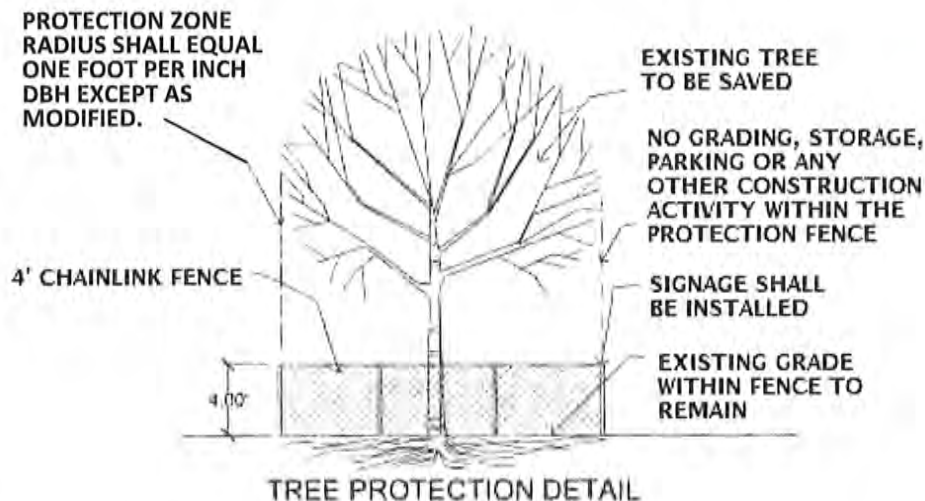 PROTECTION ZONE
RADIUS SHALL EQUAL
ONE FOOT PER INCH
DBH EXCEPT AS
MODIFIED.
EXISTING TREE
TO BE SAVED
NO GRADING, STORAGE,
PARKING OR ANY
OTHER CONSTRUCTION
ACTIVITY WITHIN THE
PROTECTION FENCE
4' CHAINLINK FENCE
SIGNAGE SHALL
BE INSTALLED
EXISTING GRADE
WITHIN FENCE TO
REMAIN
4.00'
TREE PROTECTION DETAIL